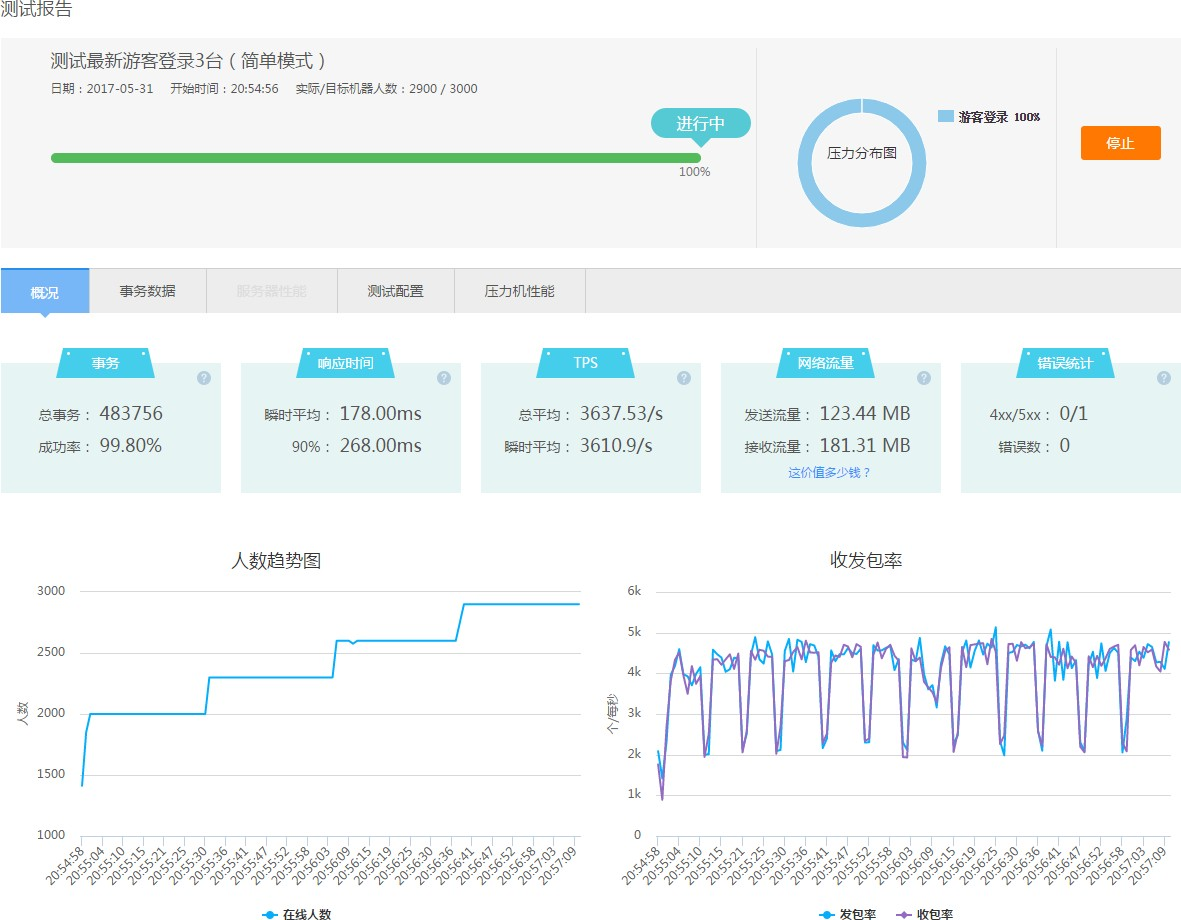 测试报告
测试最新游客登录3台（简单模式）
日期：2017-05-31 开始时间：20:54:56 实际/目标机器人数：2900 / 3000
进行中
100%
压力分布图
游客登录 100%
停止
概况 事务数据 服务器性能 测试配置 压力机性能
事务 响应时间 TPS 网络流量 错误统计
? ? ? ? ?
总事务： 483756 瞬时平均： 178.00ms 总平均： 3637.53/s 发送流量： 123.44 MB 4xx/5xx： 0/1
成功率： 99.80% 90%： 268.00ms 瞬时平均： 3610.9/s 接收流量： 181.31 MB 错误数： 0
这价值多少钱？
人数趋势图
人数
3000
2500
2000
1500
1000
20:54:58 20:55:04 20:55:10 20:55:15 20:55:21 20:55:25 20:55:30 20:55:36 20:55:41 20:55:47 20:55:52 20:55:58 20:56:03 20:56:09 20:56:15 20:56:19 20:56:25 20:56:30 20:56:36 20:56:41 20:56:47 20:56:52 20:56:58 20:57:03 20:57:09
在线人数
收发包率
个/每秒
6k
5k
4k
3k
2k
1k
0
20:54:58 20:55:04 20:55:10 20:55:15 20:55:21 20:55:25 20:55:30 20:55:36 20:55:41 20:55:47 20:55:52 20:55:58 20:56:03 20:56:09 20:56:15 20:56:19 20:56:25 20:56:30 20:56:36 20:56:41 20:56:47 20:56:52 20:56:58 20:57:03 20:57:09
发包率 收包率